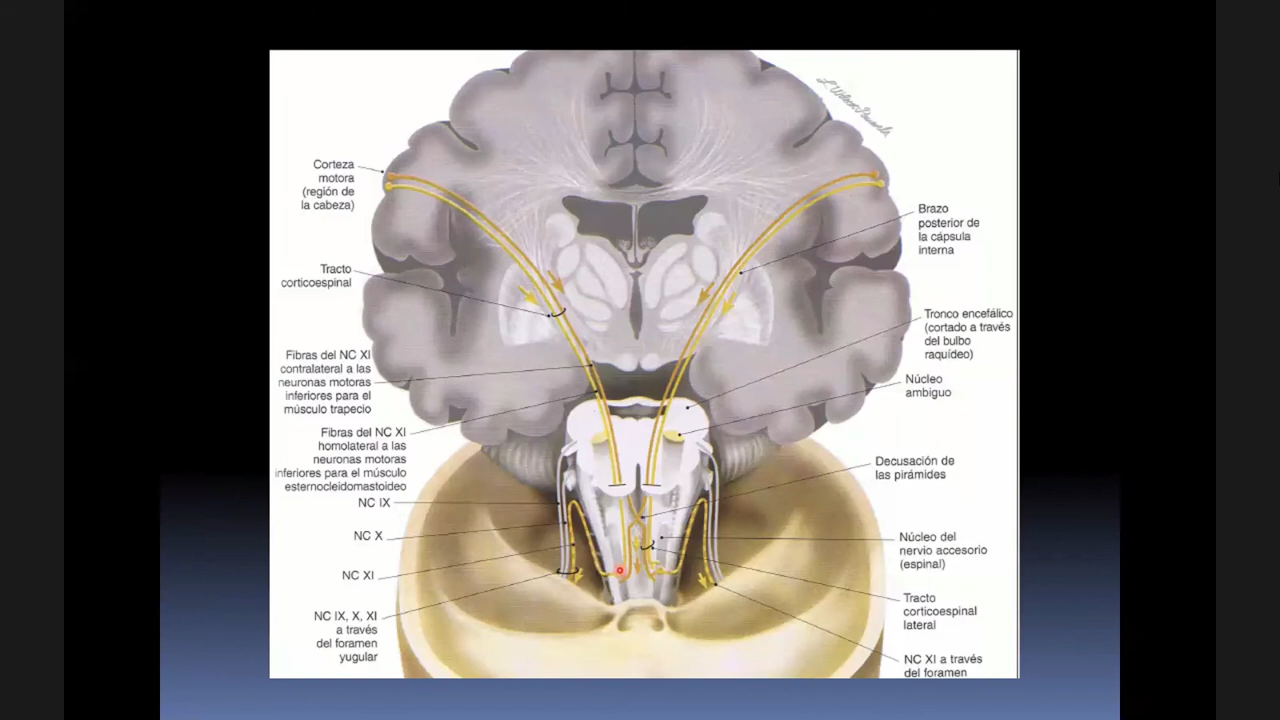 Corteza
motora
(región de
la cabeza)
Tracto
corticoespinal
Fibras del NC XI
contralateral a las
neuronas motoras
inferiores para el
músculo trapecio
Fibras del NC XI
homolateral a las
neuronas motoras
inferiores para el músculo
esternocleidomastoideo
NC IX
NC X
NC XI
NC IX, X, XI
a través
del foramen
yugular
Brazo
posterior de
la cápsula
interna
Tronco encefálico
(cortado a través
del bulbo
raquídeo)
Núcleo
ambiguo
Decusación de
las pirámides
Núcleo del
nervio accesorio
(espinal)
Tracto
corticoespinal
lateral
NC XI a través
del foramen